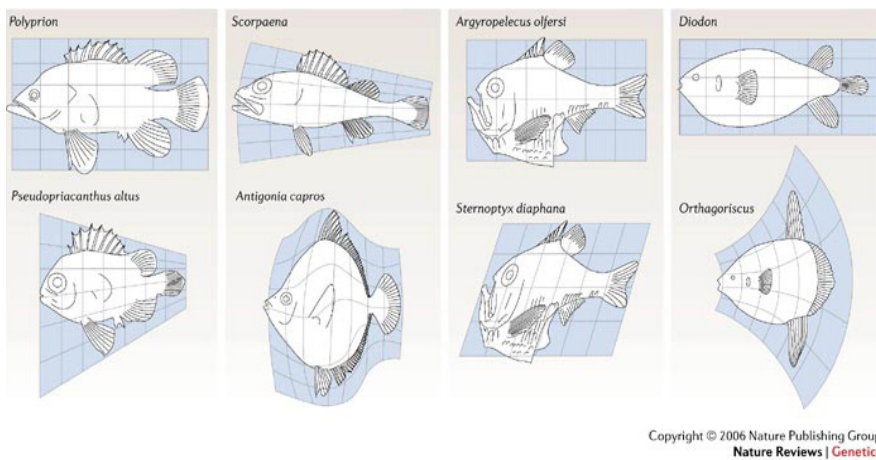 Polyprion
Scorpaena
Argyropelecus olfersi
Diodon
Pseudopriacanthus altus
Antigonia capros
Sternoptyx diaphana
Orthagoriscus
Copyright © 2006 Nature Publishing Group
Nature Reviews | Genetic